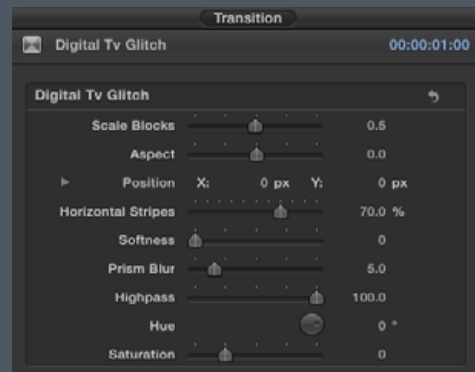 Transition
Digital Tv Glitch 00:00:01:00
Digital Tv Glitch
Scale Blocks 0.5
Aspect 0.0
Position X: 0 px Y: 0 px
Horizontal Stripes 70.0 %
Softness 0
Prism Blur 5.0
Highpass 100.0
Hue 0 °
Saturation 0